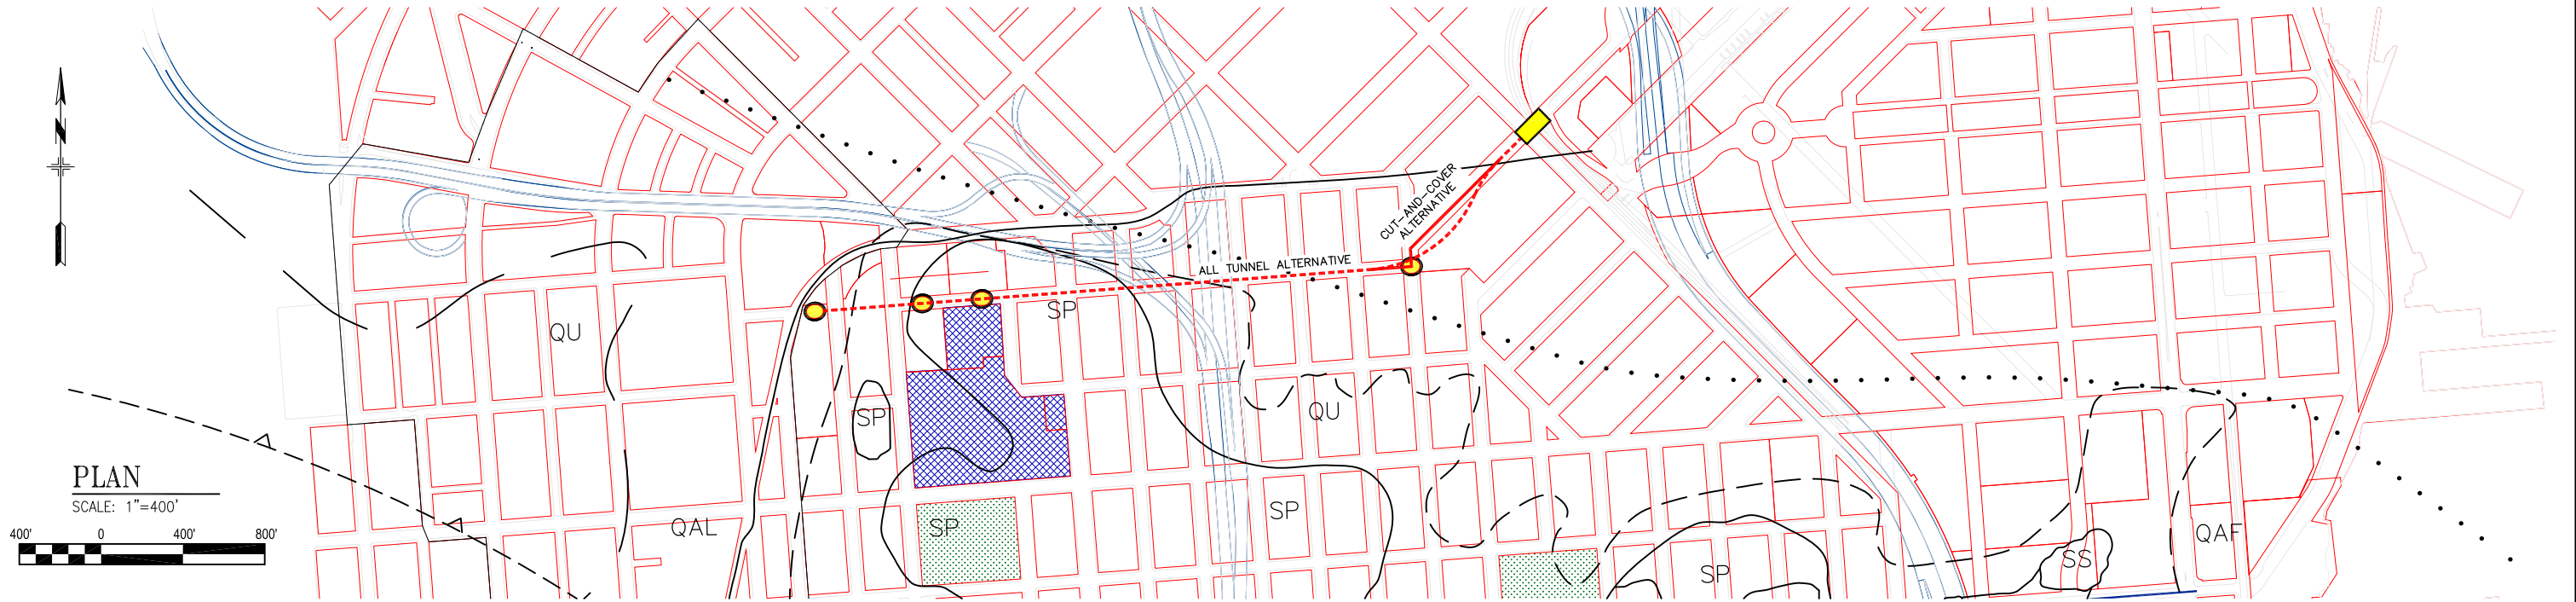 N
CUT-AND-COVER
ALTERNATIVE
ALL TUNNEL ALTERNATIVE
SP
QU
SP
QU
PLAN
SCALE: 1"=400'
400' 0 400' 800'
QAL
SP
SP
SP
SS
QAF